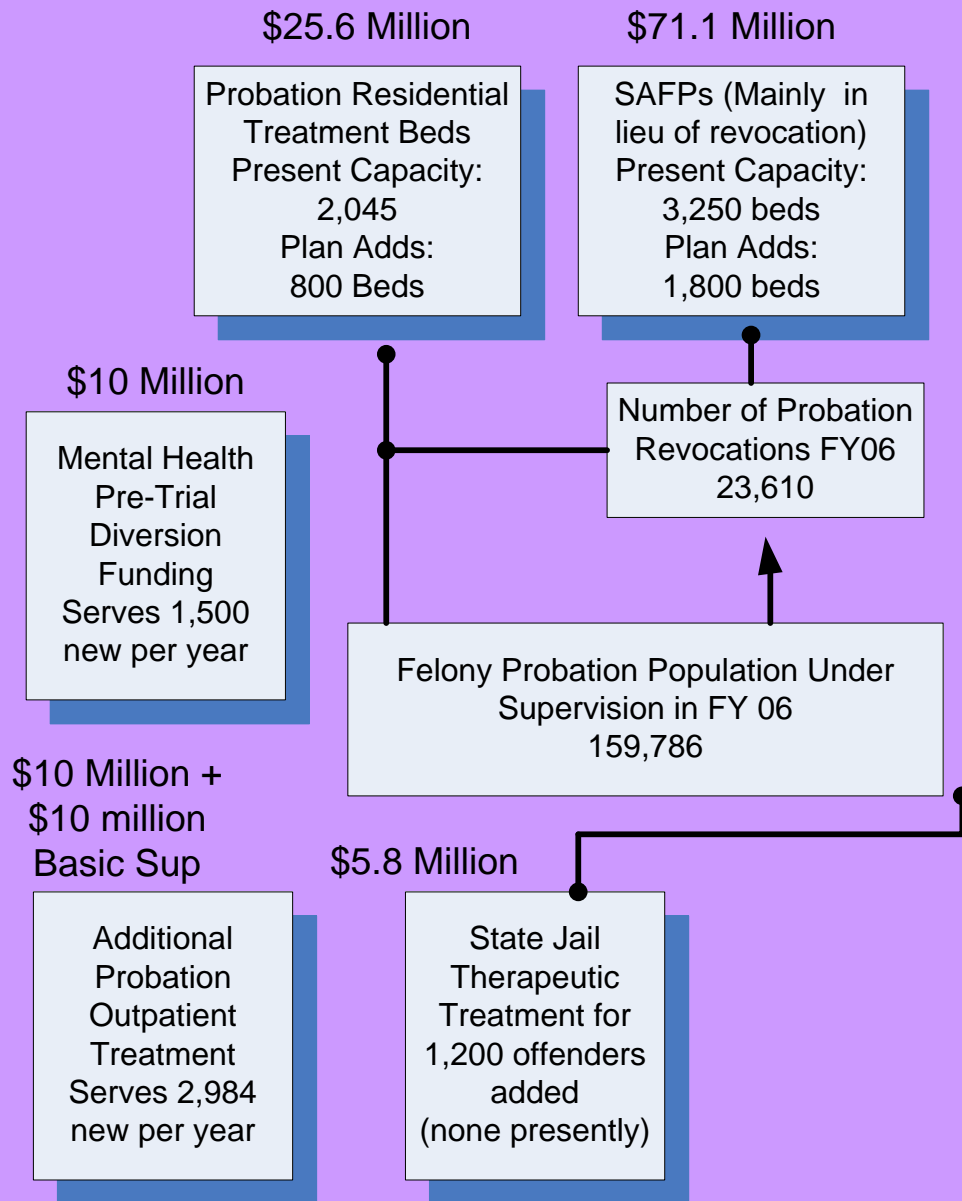 $25.6 Million
Probation Residential
Treatment Beds
Present Capacity:
2,045
Plan Adds:
800 Beds
$71.1 Million
SAFPs (Mainly  in
lieu of revocation)
Present Capacity:
3,250 beds
Plan Adds:
1,800 beds
$10 Million
Mental Health
Pre-Trial
Diversion
Funding
Serves 1,500
new per year
Number of Probation
Revocations FY06
23,610
Felony Probation Population Under
Supervision in FY 06
159,786
$10 Million +
$10 million
Basic Sup
Additional
Probation
Outpatient
Treatment
Serves 2,984
new per year
$5.8 Million
State Jail
Therapeutic
Treatment for
1,200 offenders
added
(none presently)